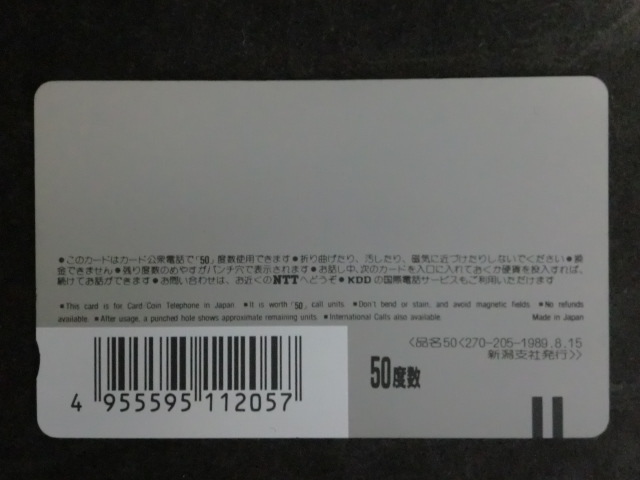 ●このカードはカード公衆電話で「50」度数使用できます●折り曲げたり、汚したり、磁気に近づけたりしないでください●換
金できません●残り度数のめやすがパンチ穴で表示されます●お話し中、次のカードを入口に入れておくか硬貨を投入すれば、
続けてお話ができます●お問い合わせは、お近くのNTTへどうぞ●KDDの国際電話サービスもご利用いただけます
●This card is for Card/Coin Telephone in Japan. ●It is worth「50」call units. ●Don't bend or stain, and avoid magnetic fields. ●No refunds
available. ●After usage, a punched hole shows approximate remaining units. ●International Calls also available. Made in Japan
<品名50<270-205-1989.8.15
新潟支社発行>>
50度数
4 955595 112057